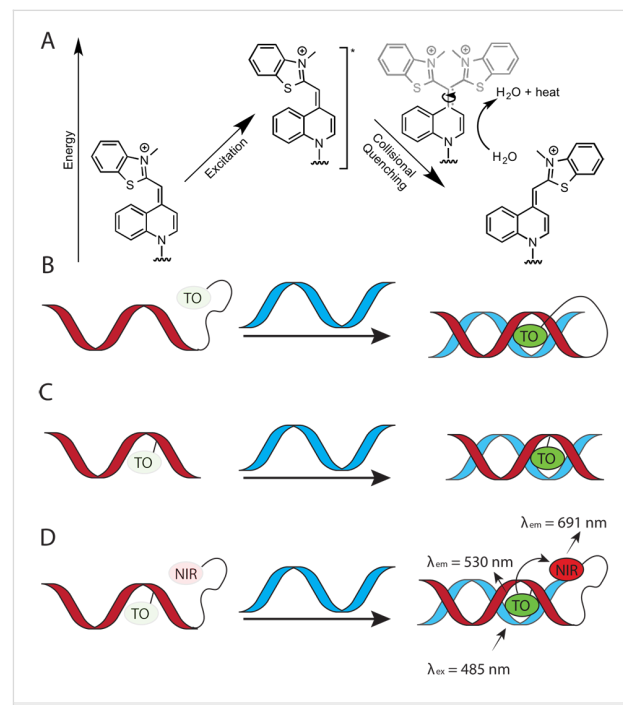 A
Energy
N
⊕
S
N
Excitation
N
⊕
S
N
*
N
⊕
N
⊕
S
S
N
Collisional
Quenching
H₂O + heat
H₂O
N
⊕
S
N
B
TO
TO
C
TO
TO
D
NIR
TO
λem = 691 nm
λem = 530 nm
NIR
TO
λex = 485 nm